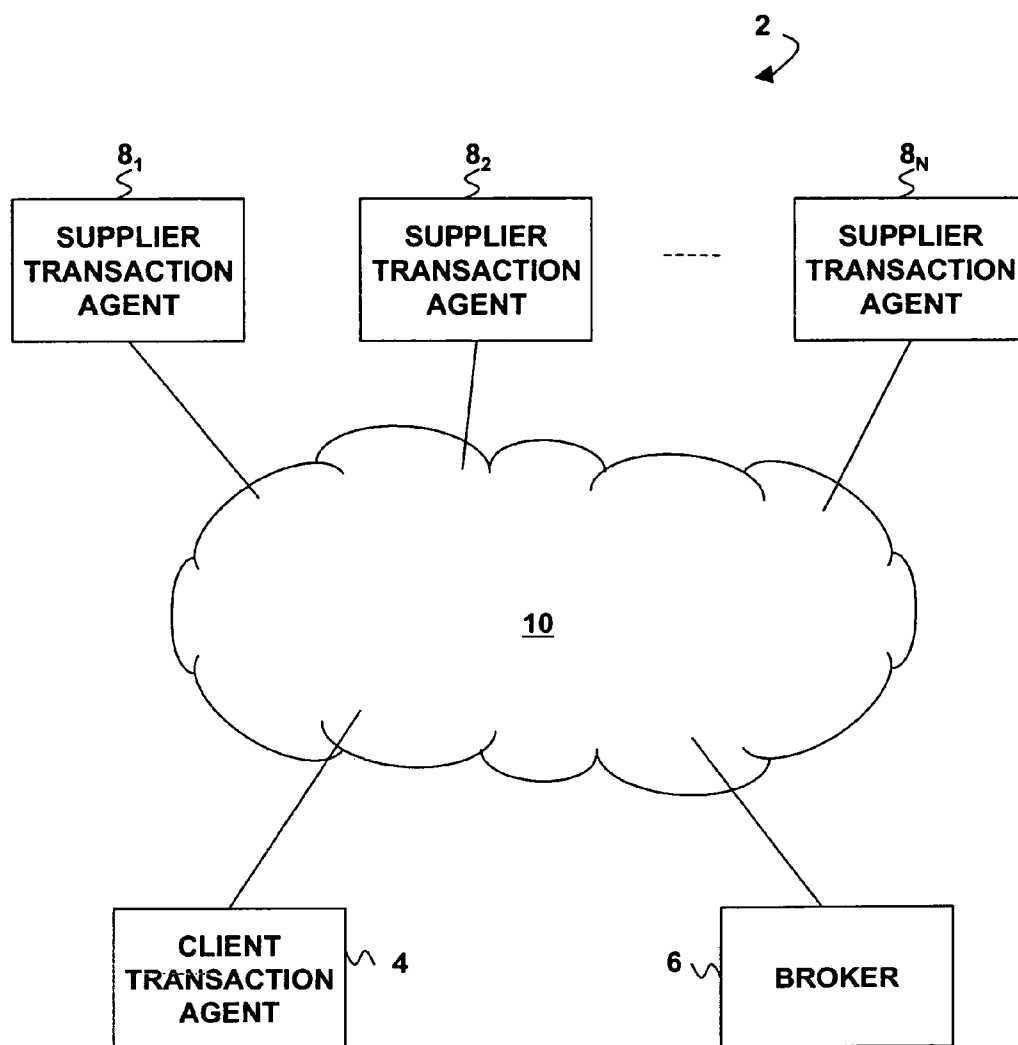 2
8₁ 8₂ 8N
SUPPLIER
TRANSACTION
AGENT
SUPPLIER
TRANSACTION
AGENT
SUPPLIER
TRANSACTION
AGENT
10
CLIENT
TRANSACTION
AGENT
4
6
BROKER